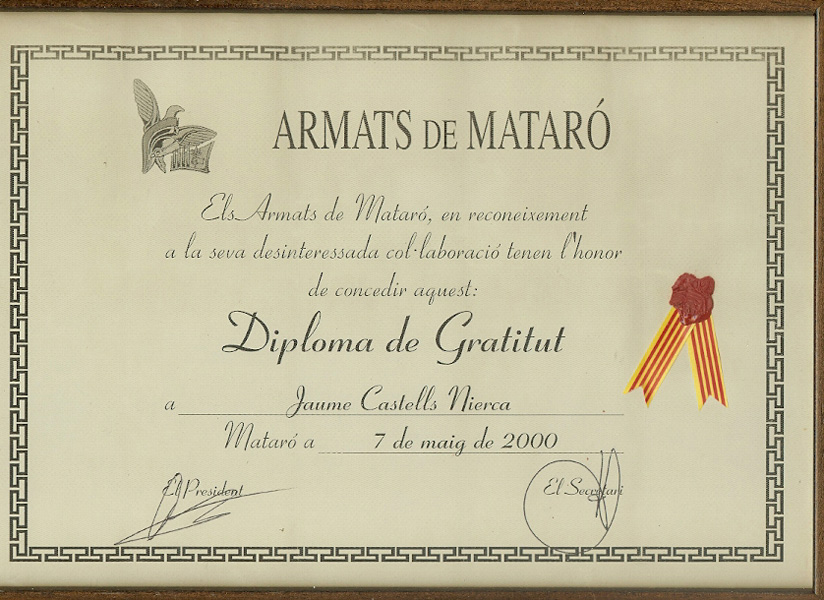 ARMATS DE MATARÓ
Els Armats de Mataró, en reconeixement
a la seva desinteressada col·laboració tenen l'honor
de concedir aquest:
Diploma de Gratitut
a Jaume Castells Nierca
Mataró a 7 de maig de 2000
El President El Secretari